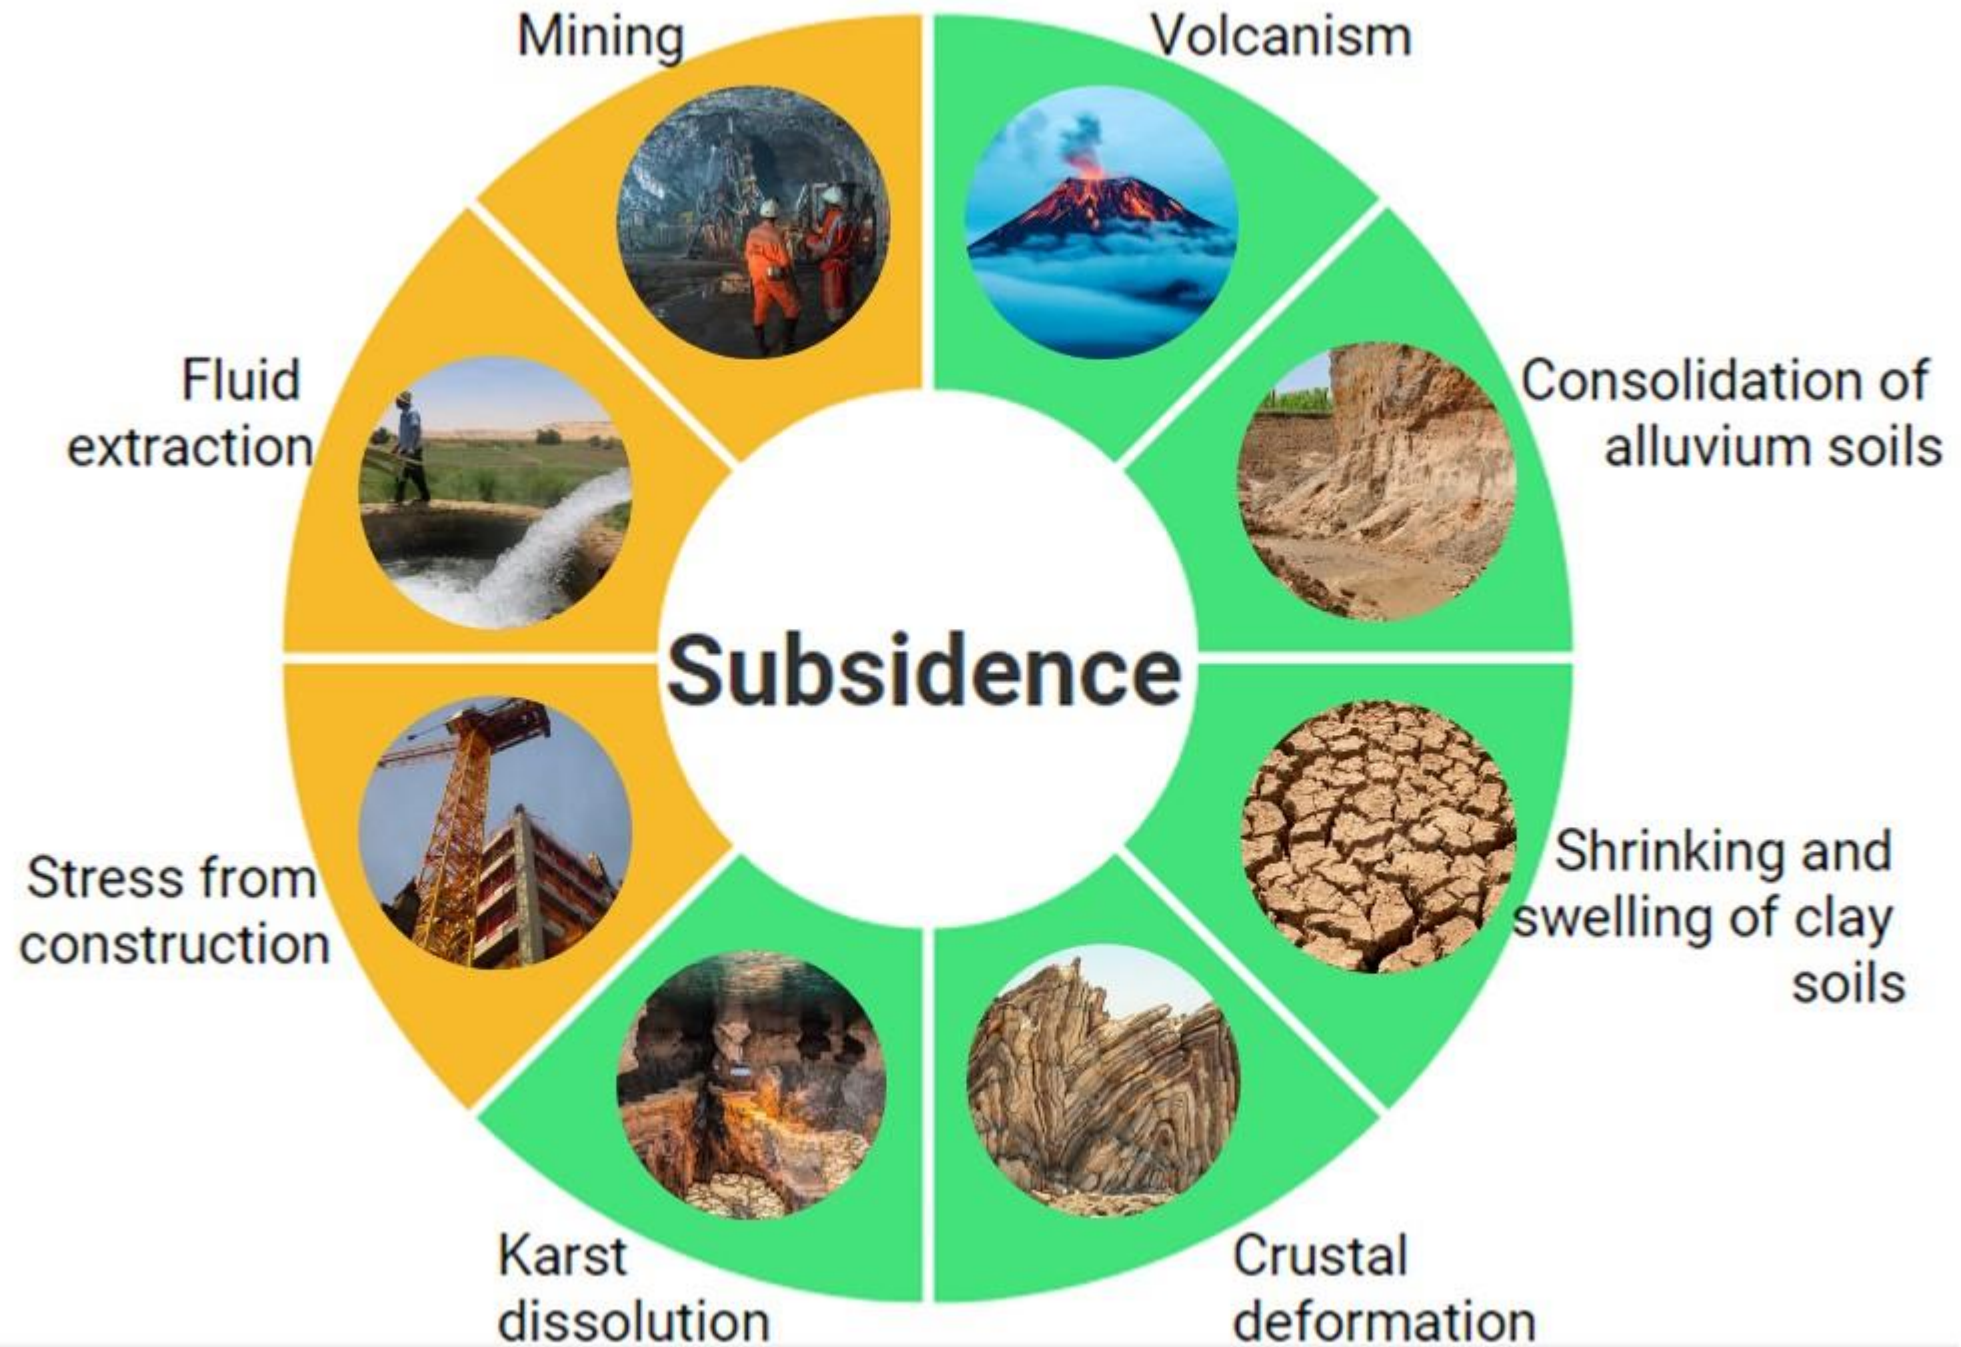 Mining
Volcanism
Fluid
extraction
Consolidation of
alluvium soils
Subsidence
Stress from
construction
Shrinking and
swelling of clay
soils
Karst
dissolution
Crustal
deformation